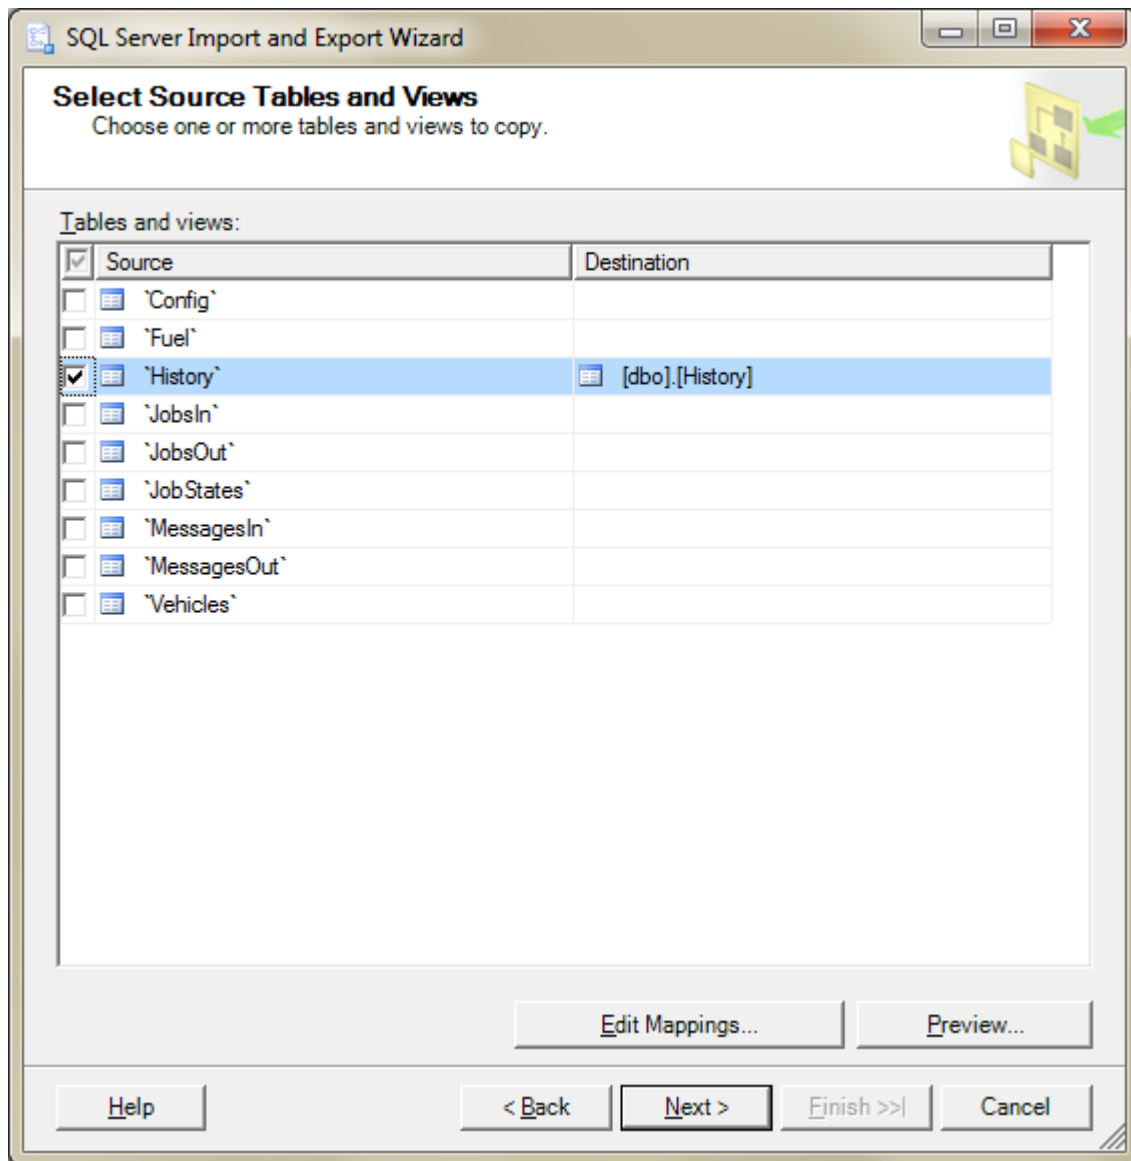 SQL Server Import and Export Wizard
Select Source Tables and Views
Choose one or more tables and views to copy.
Tables and views:
Source Destination
`Config`
`Fuel`
`History` [dbo].[History]
`JobsIn`
`JobsOut`
`JobStates`
`MessagesIn`
`MessagesOut`
`Vehicles`
Edit Mappings... Preview...
Help < Back Next > Finish >>| Cancel